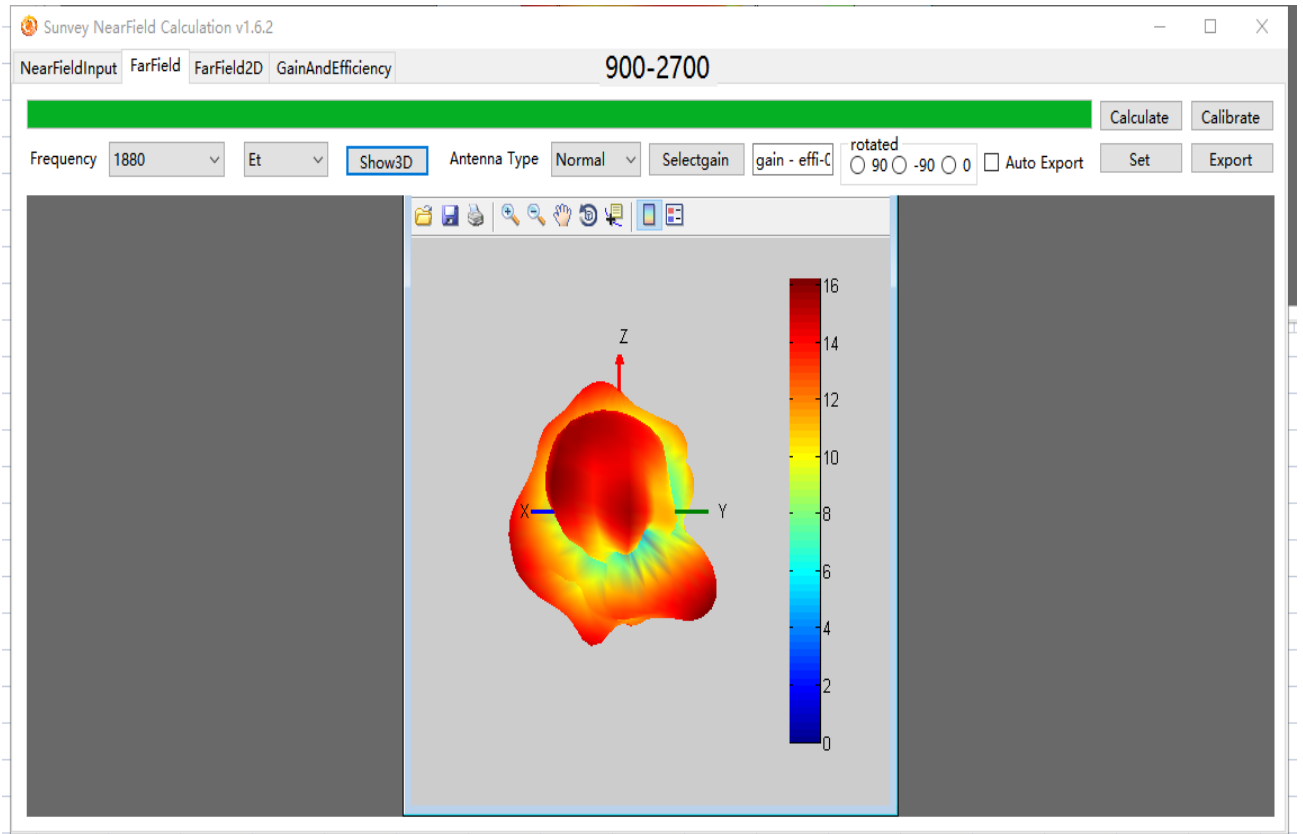 Sunvey NearField Calculation v1.6.2
NearFieldInput FarField FarField2D GainAndEfficiency 900-2700
Calculate Calibrate
Frequency 1880 Et Show3D Antenna Type Normal Selectgain gain - effi-C rotated 90 -90 0 Auto Export Set Export
Z
X
Y
16
14
12
10
8
6
4
2
0